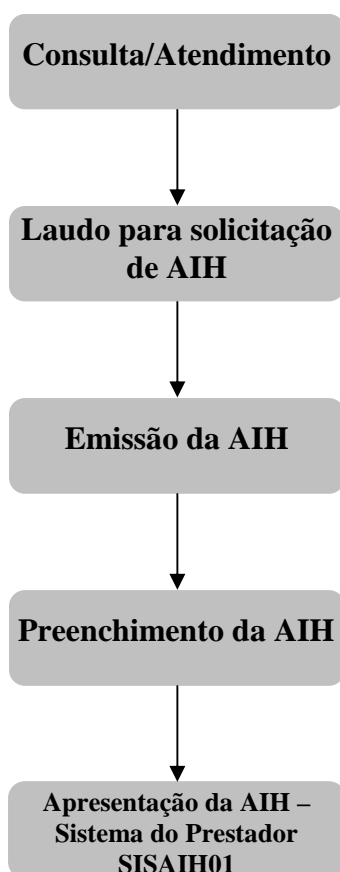 Consulta/Atendimento
Laudo para solicitação
de AIH
Emissão da AIH
Preenchimento da AIH
Apresentação da AIH –
Sistema do Prestador
SISAIH01